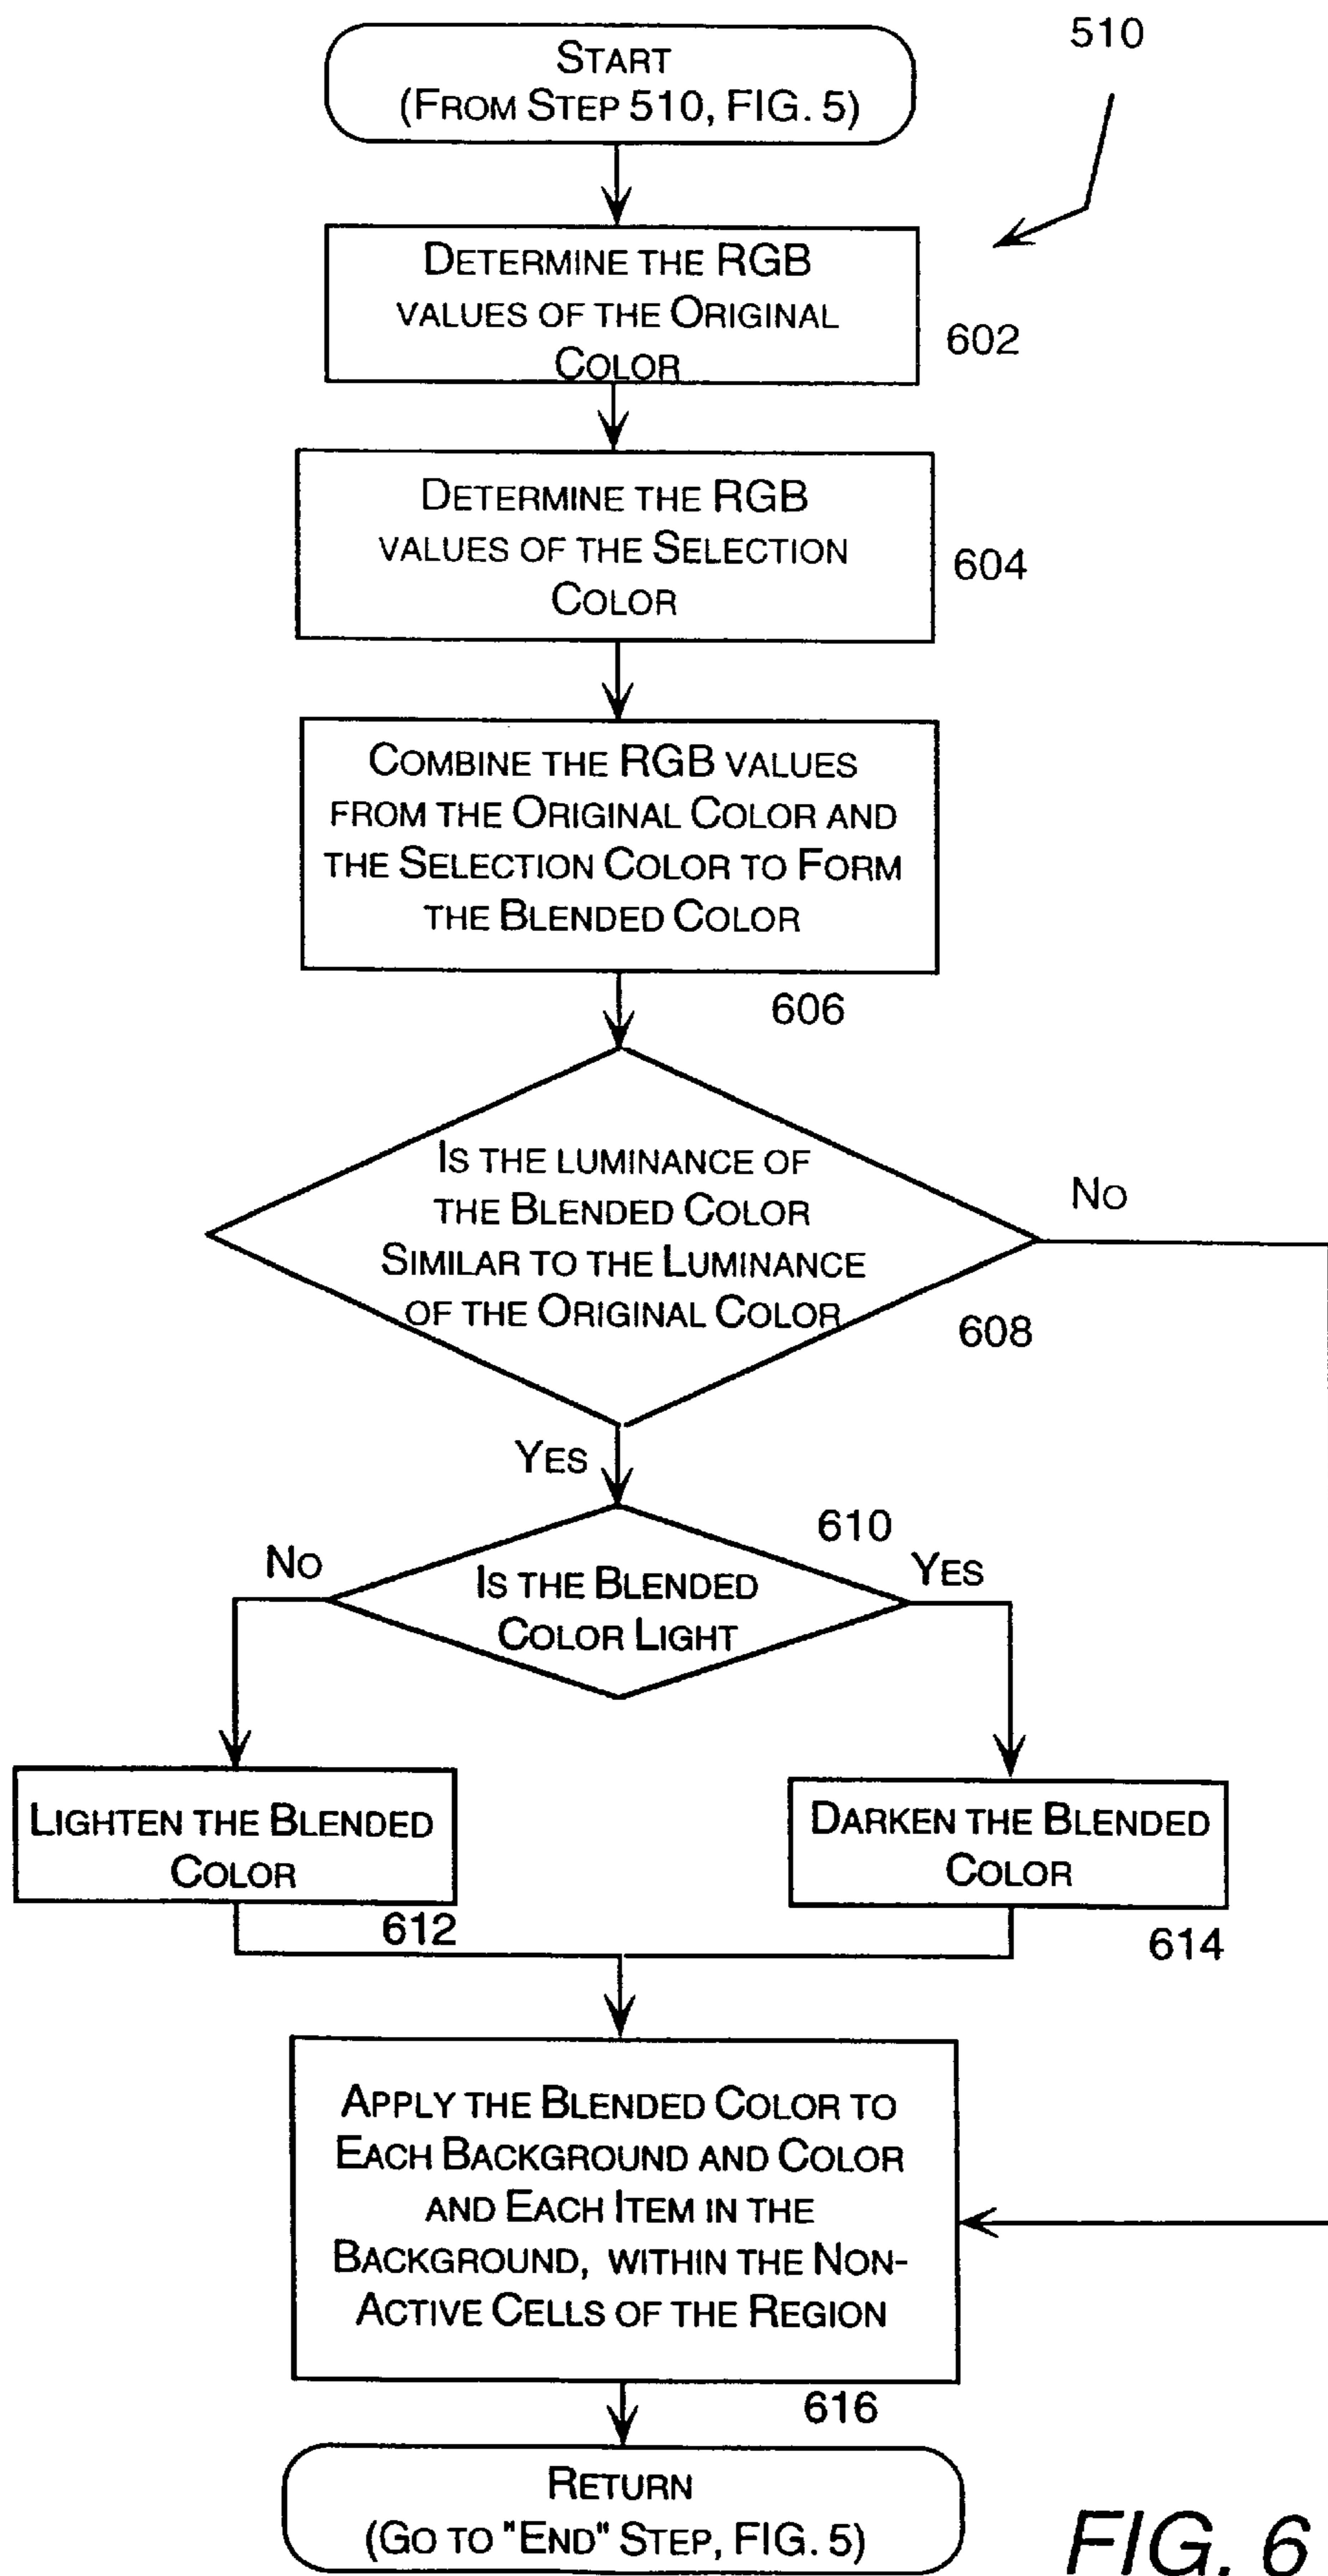 START
(FROM STEP 510, FIG. 5)
510
DETERMINE THE RGB
VALUES OF THE ORIGINAL
COLOR
602
DETERMINE THE RGB
VALUES OF THE SELECTION
COLOR
604
COMBINE THE RGB VALUES
FROM THE ORIGINAL COLOR AND
THE SELECTION COLOR TO FORM
THE BLENDED COLOR
606
IS THE LUMINANCE OF
THE BLENDED COLOR
SIMILAR TO THE LUMINANCE
OF THE ORIGINAL COLOR
NO
608
YES
610
NO
IS THE BLENDED
COLOR LIGHT
YES
LIGHTEN THE BLENDED
COLOR
612
DARKEN THE BLENDED
COLOR
614
APPLY THE BLENDED COLOR TO
EACH BACKGROUND AND COLOR
AND EACH ITEM IN THE
BACKGROUND, WITHIN THE NON-
ACTIVE CELLS OF THE REGION
616
RETURN
(GO TO "END" STEP, FIG. 5)
FIG. 6